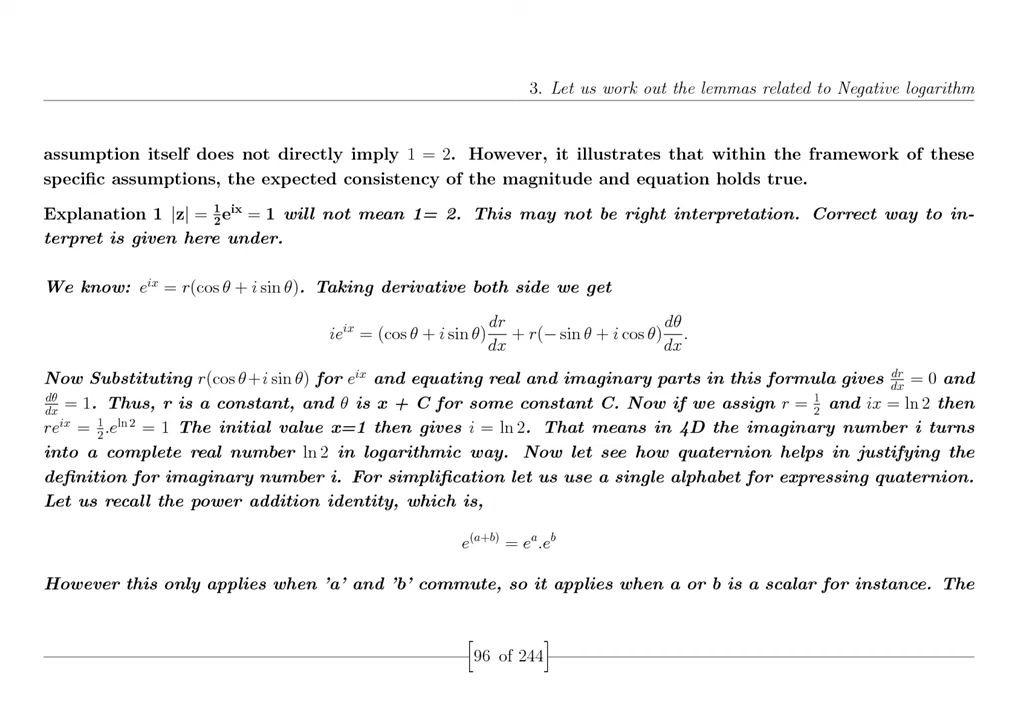 3. Let us work out the lemmas related to Negative logarithm
assumption itself does not directly imply 1 = 2. However, it illustrates that within the framework of these
specific assumptions, the expected consistency of the magnitude and equation holds true.
Explanation 1 |z| = ½e^{ix} = 1 will not mean 1= 2. This may not be right interpretation. Correct way to in-
terpret is given here under.
We know: e^{ix} = r(cos θ + i sin θ). Taking derivative both side we get
ie^{ix} = (cos θ + i sin θ) dr/dx + r(− sin θ + i cos θ) dθ/dx.
Now Substituting r(cos θ+i sin θ) for e^{ix} and equating real and imaginary parts in this formula gives dr/dx = 0 and
dθ/dx = 1. Thus, r is a constant, and θ is x + C for some constant C. Now if we assign r = ½ and ix = ln 2 then
re^{ix} = ½.e^{ln 2} = 1 The initial value x=1 then gives i = ln 2. That means in 4D the imaginary number i turns
into a complete real number ln 2 in logarithmic way. Now let see how quaternion helps in justifying the
definition for imaginary number i. For simplification let us use a single alphabet for expressing quaternion.
Let us recall the power addition identity, which is,
e^{(a+b)} = e^a.e^b
However this only applies when 'a' and 'b' commute, so it applies when a or b is a scalar for instance. The
[96 of 244]